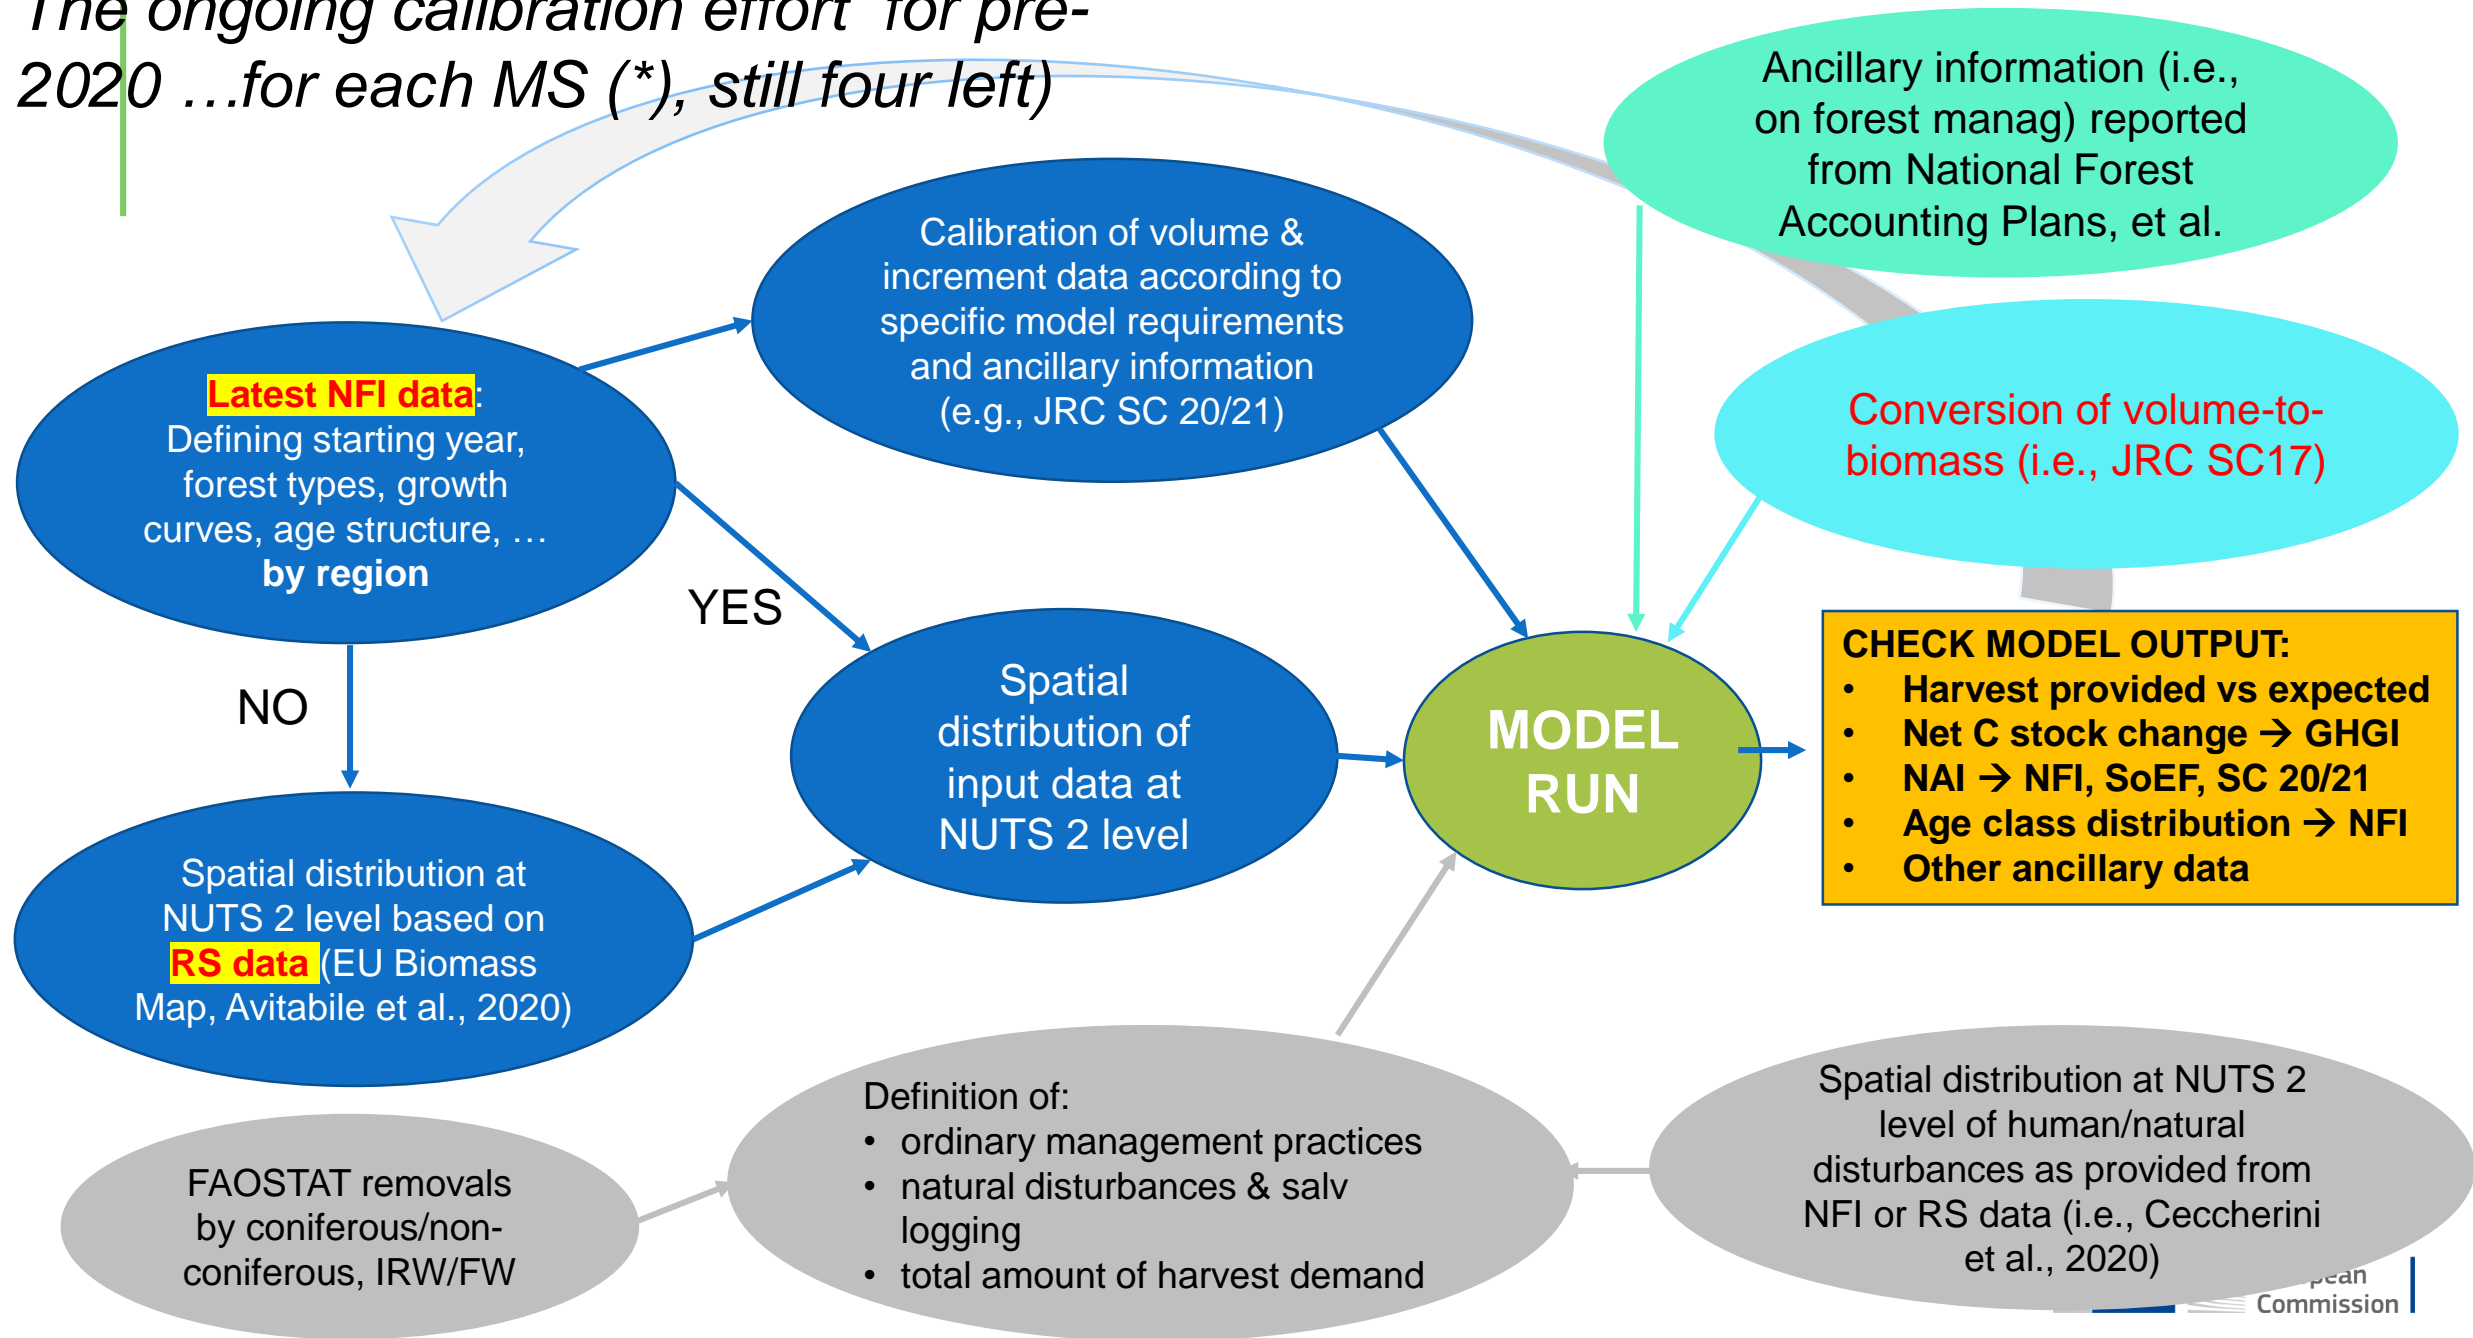 The ongoing calibration effort for pre-
2020 …for each MS (*), still four left)
Ancillary information (i.e.,
on forest manag) reported
from National Forest
Accounting Plans, et al.
Calibration of volume &
increment data according to
specific model requirements
and ancillary information
(e.g., JRC SC 20/21)
Latest NFI data:
Defining starting year,
forest types, growth
curves, age structure, …
by region
Conversion of volume-to-
biomass (i.e., JRC SC17)
YES
NO
Spatial
distribution of
input data at
NUTS 2 level
MODEL
RUN
CHECK MODEL OUTPUT:
• Harvest provided vs expected
• Net C stock change → GHGI
• NAI → NFI, SoEF, SC 20/21
• Age class distribution → NFI
• Other ancillary data
Spatial distribution at
NUTS 2 level based on
RS data (EU Biomass
Map, Avitabile et al., 2020)
FAOSTAT removals
by coniferous/non-
coniferous, IRW/FW
Definition of:
• ordinary management practices
• natural disturbances & salv
logging
• total amount of harvest demand
Spatial distribution at NUTS 2
level of human/natural
disturbances as provided from
NFI or RS data (i.e., Ceccherini
et al., 2020)
Commission